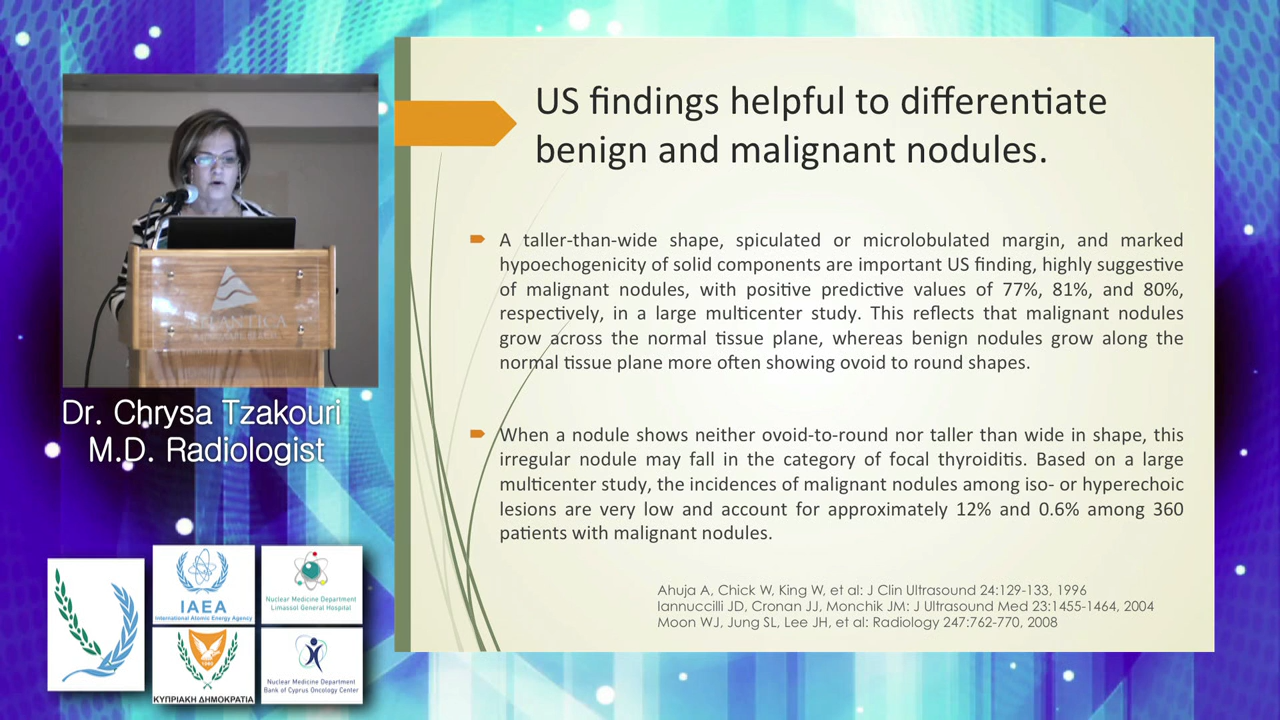 US findings helpful to differentiate
benign and malignant nodules.
A taller-than-wide shape, spiculated or microlobulated margin, and marked
hypoechogenicity of solid components are important US finding, highly suggestive
of malignant nodules, with positive predictive values of 77%, 81%, and 80%,
respectively, in a large multicenter study. This reflects that malignant nodules
grow across the normal tissue plane, whereas benign nodules grow along the
normal tissue plane more often showing ovoid to round shapes.
When a nodule shows neither ovoid-to-round nor taller than wide in shape, this
irregular nodule may fall in the category of focal thyroiditis. Based on a large
multicenter study, the incidences of malignant nodules among iso- or hyperechoic
lesions are very low and account for approximately 12% and 0.6% among 360
patients with malignant nodules.
Ahuja A, Chick W, King W, et al: J Clin Ultrasound 24:129-133, 1996
Iannuccilli JD, Cronan JJ, Monchik JM: J Ultrasound Med 23:1455-1464, 2004
Moon WJ, Jung SL, Lee JH, et al: Radiology 247:762-770, 2008
Dr. Chrysa Tzakouri
M.D. Radiologist
IAEA
International Atomic Energy Agency
Nuclear Medicine Department
Limassol General Hospital
ΚΥΠΡΙΑΚΗ ΔΗΜΟΚΡΑΤΙΑ
Nuclear Medicine Department
Bank of Cyprus Oncology Center